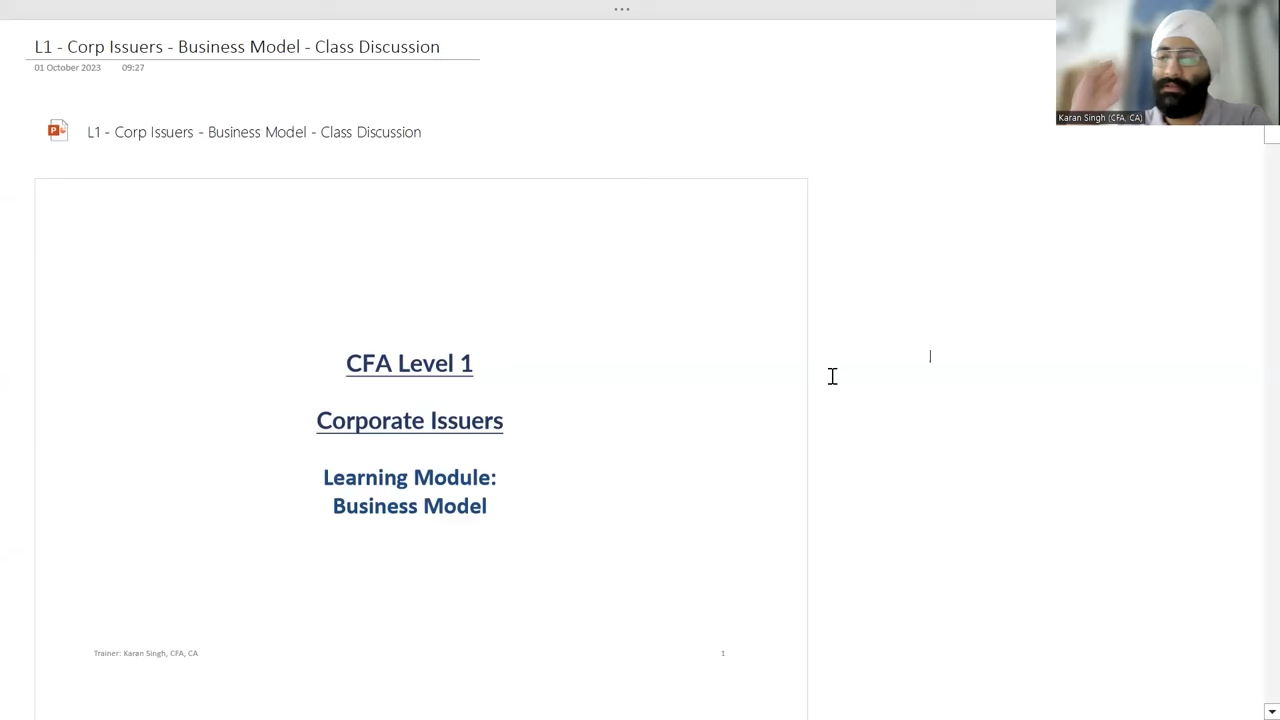 L1 - Corp Issuers - Business Model - Class Discussion
01 October 2023 09:27
L1 - Corp Issuers - Business Model - Class Discussion
Karan Singh (CFA, CA)
CFA Level 1
Corporate Issuers
Learning Module:
Business Model
Trainer: Karan Singh, CFA, CA
1